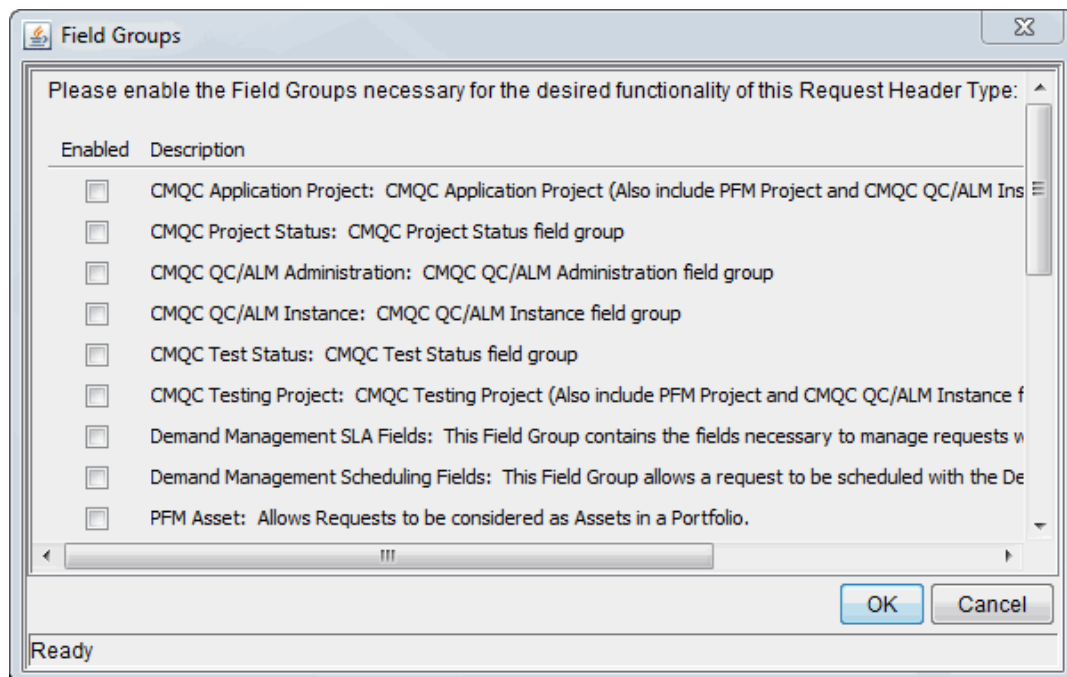 Field Groups
Please enable the Field Groups necessary for the desired functionality of this Request Header Type:
Enabled Description
CMQC Application Project: CMQC Application Project (Also include PFM Project and CMQC QC/ALM Ins
CMQC Project Status: CMQC Project Status field group
CMQC QC/ALM Administration: CMQC QC/ALM Administration field group
CMQC QC/ALM Instance: CMQC QC/ALM Instance field group
CMQC Test Status: CMQC Test Status field group
CMQC Testing Project: CMQC Testing Project (Also include PFM Project and CMQC QC/ALM Instance f
Demand Management SLA Fields: This Field Group contains the fields necessary to manage requests w
Demand Management Scheduling Fields: This Field Group allows a request to be scheduled with the De
PFM Asset: Allows Requests to be considered as Assets in a Portfolio.
OK Cancel
Ready